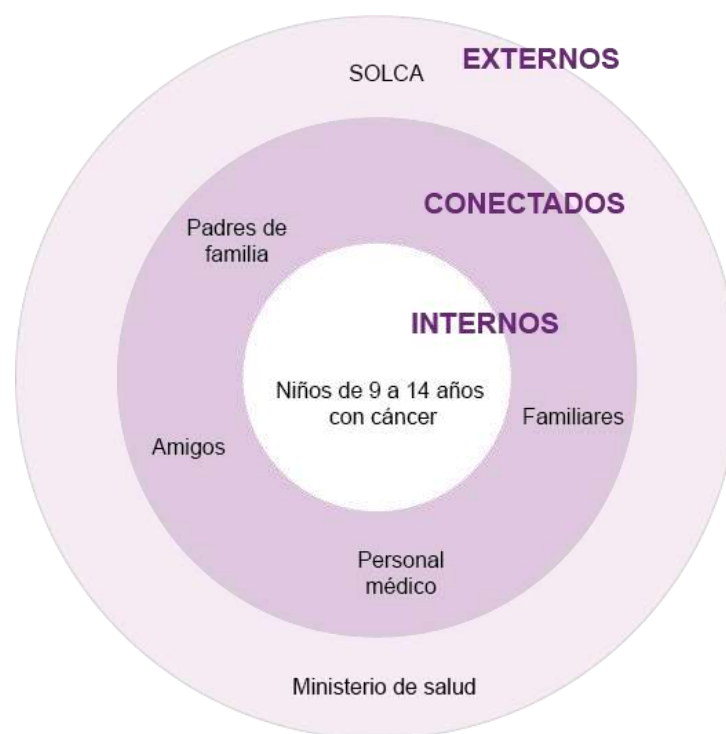 EXTERNOS
SOLCA
CONECTADOS
Padres de
familia
INTERNOS
Niños de 9 a 14 años
con cáncer
Familiares
Amigos
Personal
médico
Ministerio de salud